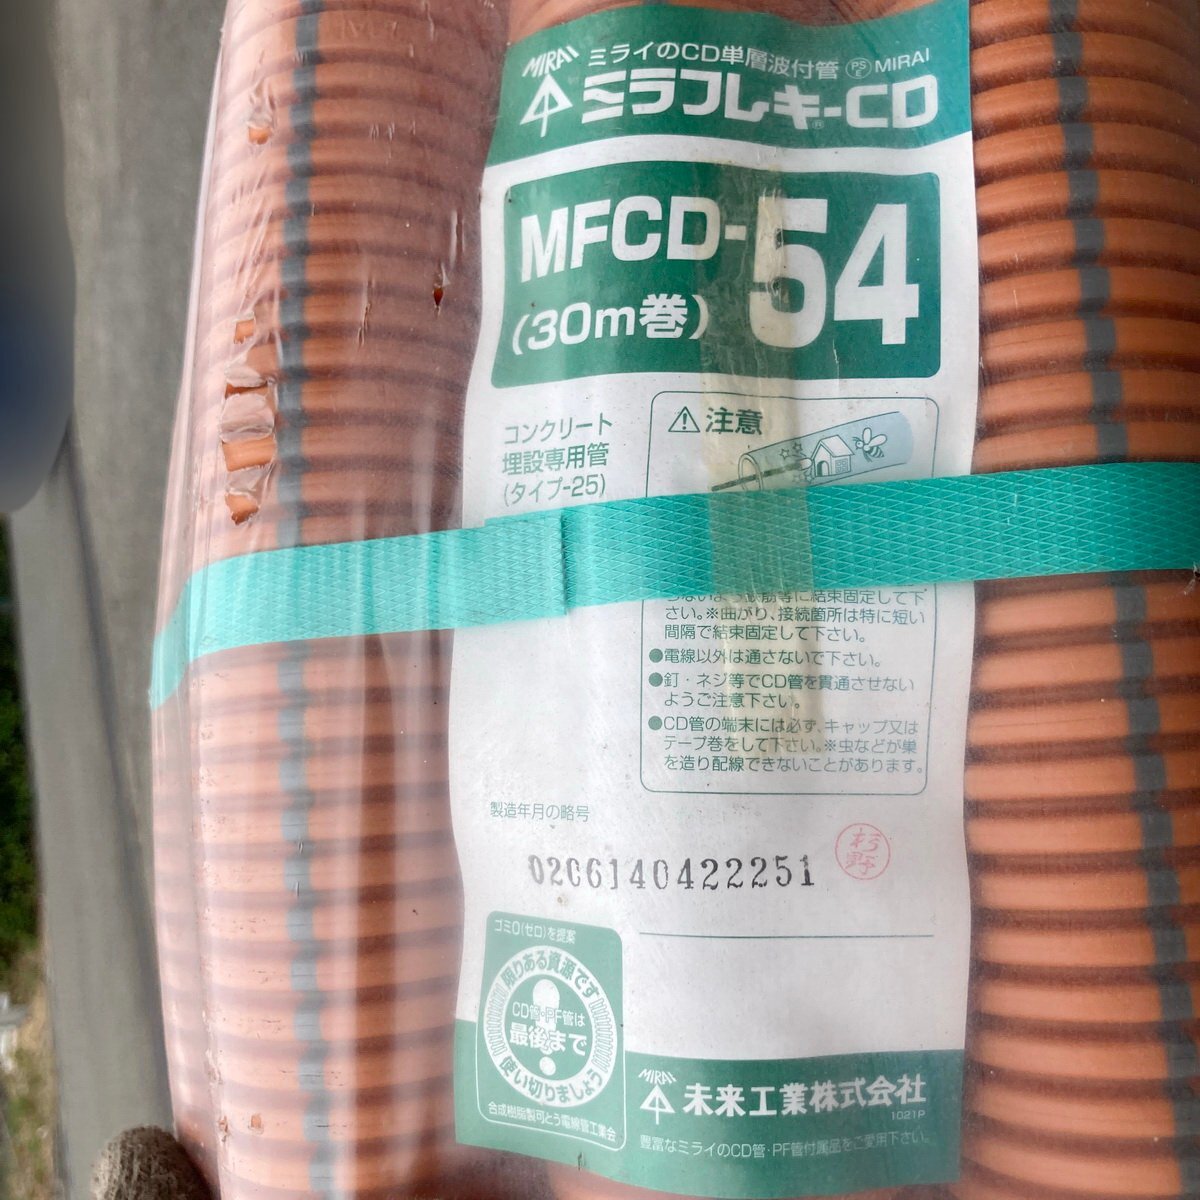 MIRAI
ミライのCD単層波付管 PSE MIRAI
ミラフレキ-CD®
MFCD-54
(30m巻)
コンクリート
埋設専用管
(タイプ-25)
注意
さい。※曲がり、接続箇所は特に短い
間隔で結束固定して下さい。
●電線以外は通さないで下さい。
●釘・ネジ等でCD管を貫通させない
ようご注意下さい。
●CD管の端末には必ず、キャップ又は
テープ巻をして下さい。※虫などが巣
を造り配線できないことがあります。
製造年月の略号
0206140422251
杉野
ゴミ0(ゼロ)を提案
限りある資源です
CD管・PF管は
最後まで
使い切りましょう
合成樹脂製可とう電線管工業会
MIRAI
未来工業株式会社
1021P
豊富なミライのCD管・PF管付属品をご愛用下さい。